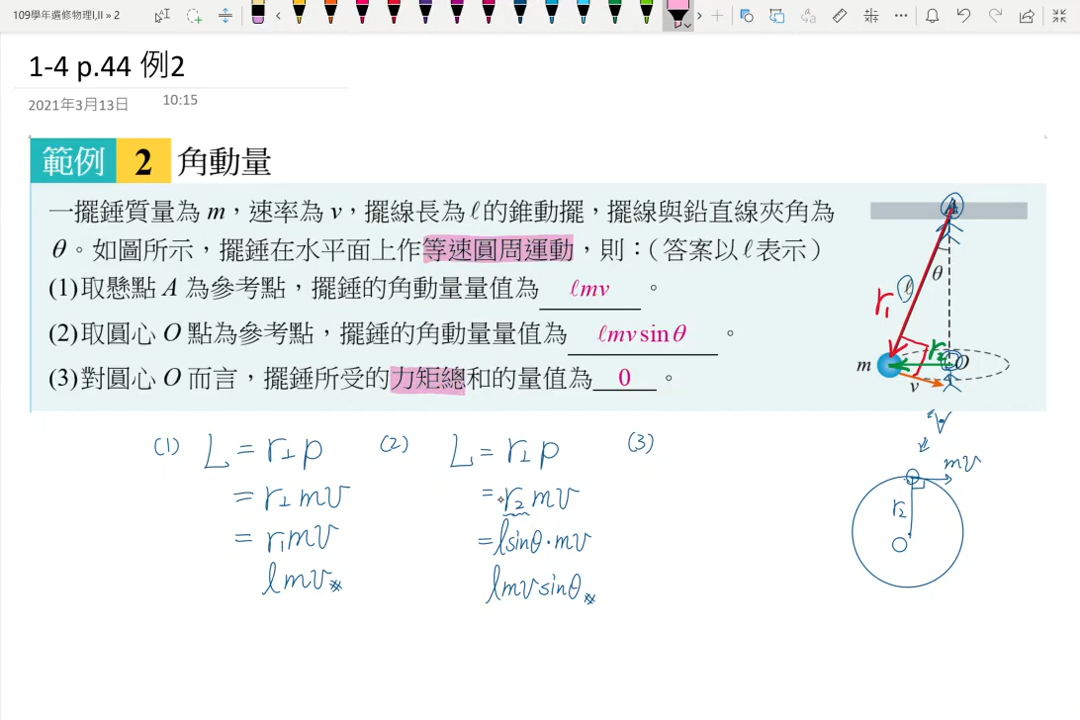 109學年選修物理I,II » 2
1-4 p.44 例2
2021年3月13日 10:15
範例 2 角動量
一擺錘質量為 m，速率為 v，擺線長為 ℓ 的錐動擺，擺線與鉛直線夾角為
θ。如圖所示，擺錘在水平面上作等速圓周運動，則：（答案以 ℓ 表示）
(1)取懸點 A 為參考點，擺錘的角動量量值為 ℓmv 。
(2)取圓心 O 點為參考點，擺錘的角動量量值為 ℓmv sinθ 。
(3)對圓心 O 而言，擺錘所受的力矩總和的量值為 0 。
A
θ
ℓ
r₁
r₂
m
O
v
(1) L = r⊥p
= r⊥mv
= r₁mv
ℓmv※
(2) L = r⊥p
= r₂mv
= ℓsinθ·mv
ℓmvsinθ※
(3)
mv
r₂
O